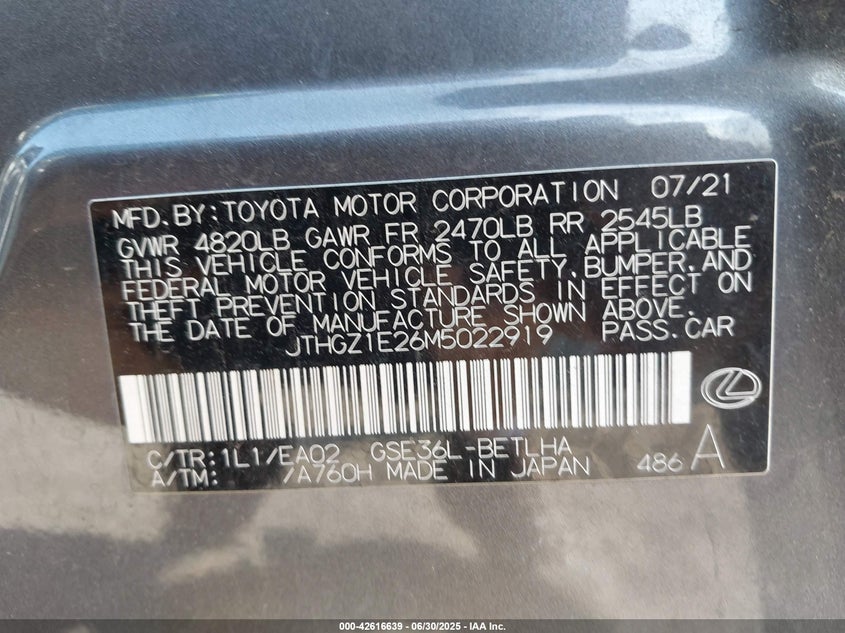 MFD.BY:TOYOTA MOTOR CORPORATION 07/21
GVWR 4820LB GAWR FR 2470LB RR 2545LB
THIS VEHICLE CONFORMS TO ALL APPLICABLE
FEDERAL MOTOR VEHICLE SAFETY,BUMPER,AND
THEFT PREVENTION STANDARDS IN EFFECT ON
THE DATE OF MANUFACTURE SHOWN ABOVE.
JTHGZ1E26M5022919 PASS.CAR
C/TR:1L1/EA02 GSE36L-BETLHA
A/TM: /A760H MADE IN JAPAN 486 A
000-42616639 - 06/30/2025 - IAA Inc.